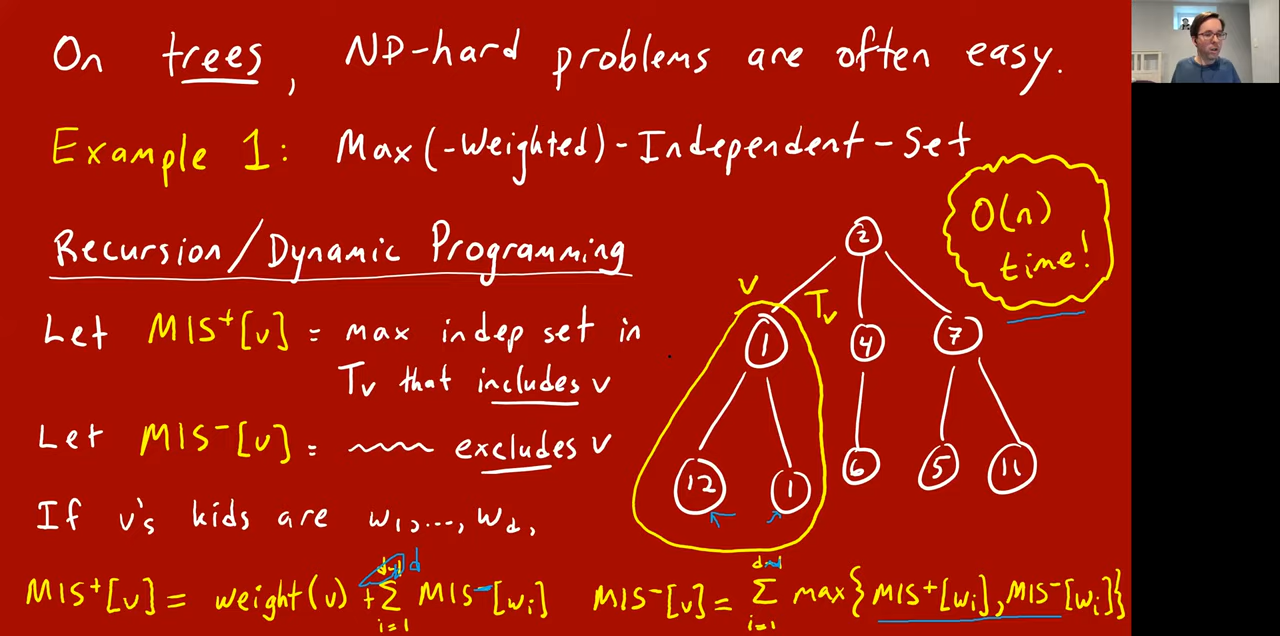 On trees, NP-hard problems are often easy.
Example 1: Max(-Weighted)-Independent-Set
O(n)
time!
Recursion/Dynamic Programming
Let MIS⁺[v] = max indep set in
Tv that includes v
Let MIS⁻[v] = ~~~ excludes v
If v's kids are w₁,..., w_d,
MIS⁺[v] = weight(v) + d Σ i=1 MIS⁻[wᵢ]
MIS⁻[v] = d Σ i=1 max{MIS⁺[wᵢ], MIS⁻[wᵢ]}
2
v Tv
1 4 7
12 1 6 5 11